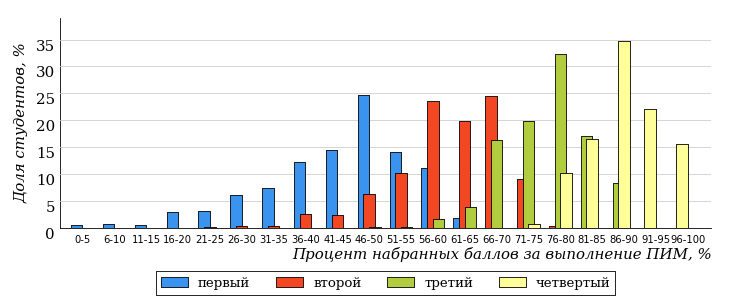 Доля студентов, %
35
30
25
20
15
10
5
0
0-5 6-10 11-15 16-20 21-25 26-30 31-35 36-40 41-45 46-50 51-55 56-60 61-65 66-70 71-75 76-80 81-85 86-90 91-95 96-100
Процент набранных баллов за выполнение ПИМ, %
первый второй третий четвертый